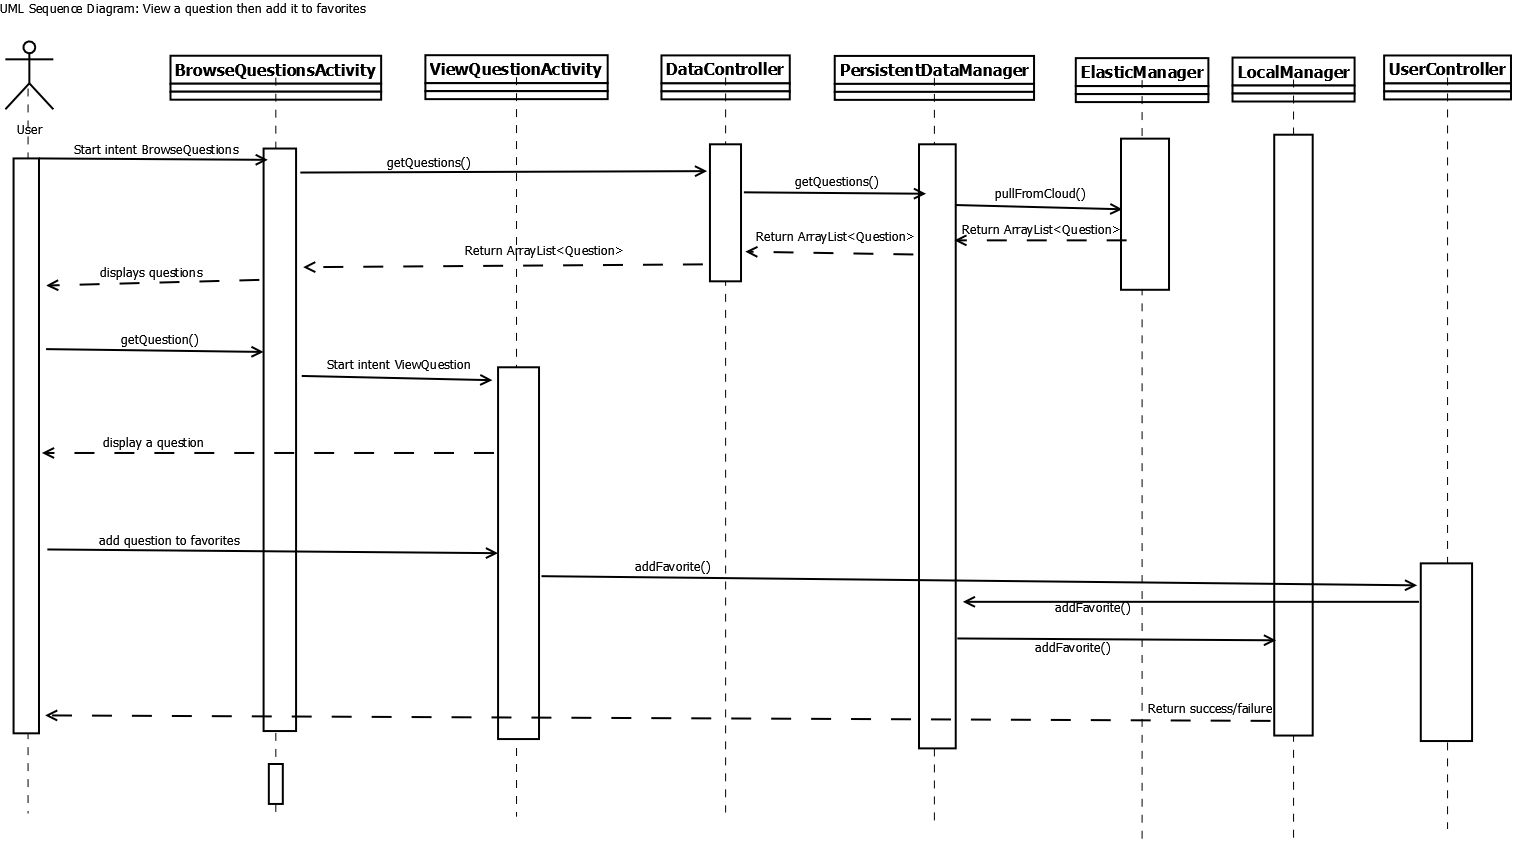 UML Sequence Diagram: View a question then add it to favorites
BrowseQuestionsActivity
ViewQuestionActivity
DataController
PersistentDataManager
ElasticManager
LocalManager
UserController
User
Start intent BrowseQuestions
getQuestions()
getQuestions()
pullFromCloud()
Return ArrayList<Question>
Return ArrayList<Question>
Return ArrayList<Question>
displays questions
getQuestion()
Start intent ViewQuestion
display a question
add question to favorites
addFavorite()
addFavorite()
addFavorite()
Return success/failure